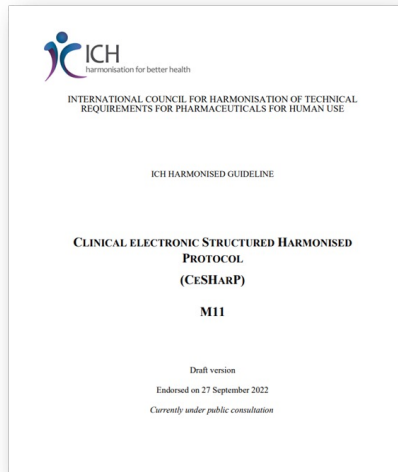 ICH
harmonisation for better health
INTERNATIONAL COUNCIL FOR HARMONISATION OF TECHNICAL
REQUIREMENTS FOR PHARMACEUTICALS FOR HUMAN USE
ICH HARMONISED GUIDELINE
CLINICAL ELECTRONIC STRUCTURED HARMONISED
PROTOCOL
(CESHARP)
M11
Draft version
Endorsed on 27 September 2022
Currently under public consultation